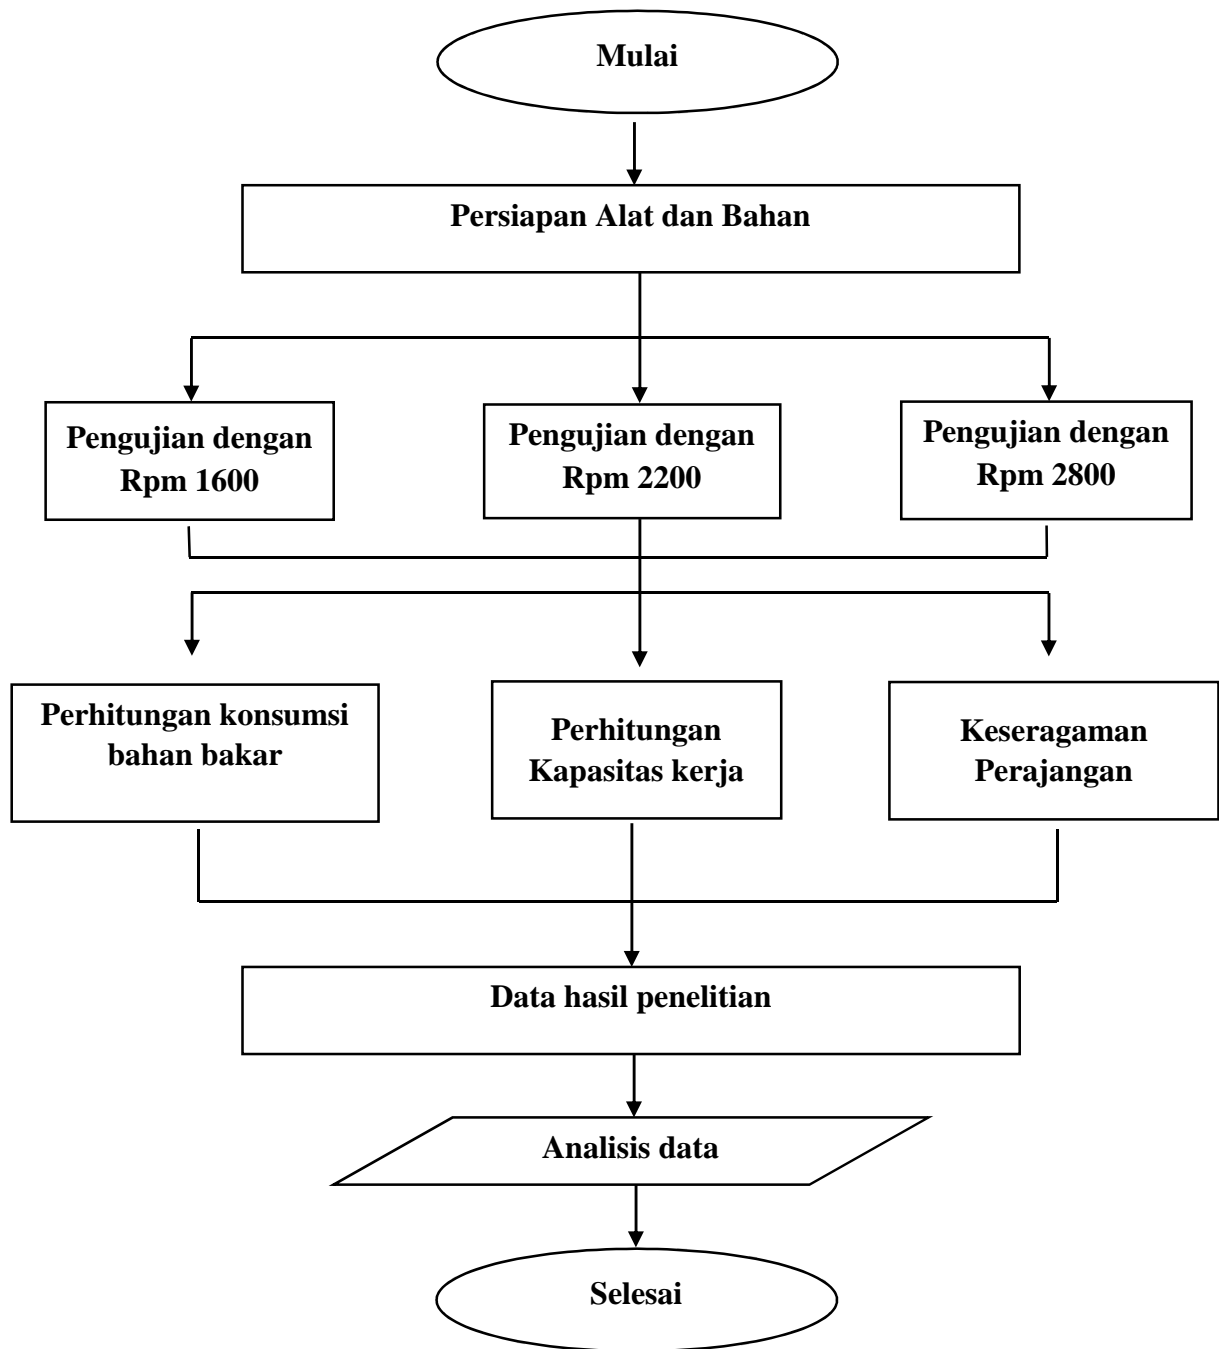 Mulai
Persiapan Alat dan Bahan
Pengujian dengan
Rpm 1600
Pengujian dengan
Rpm 2200
Pengujian dengan
Rpm 2800
Perhitungan konsumsi
bahan bakar
Perhitungan
Kapasitas kerja
Keseragaman
Perajangan
Data hasil penelitian
Analisis data
Selesai